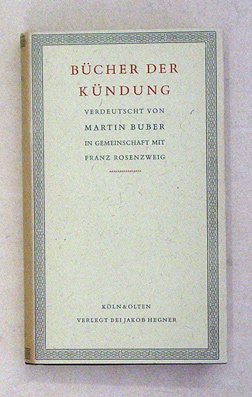 BÜCHER DER
KÜNDUNG
VERDEUTSCHT VON
MARTIN BUBER
IN GEMEINSCHAFT MIT
FRANZ ROSENZWEIG
KÖLN & OLTEN
VERLEGT BEI JAKOB HEGNER